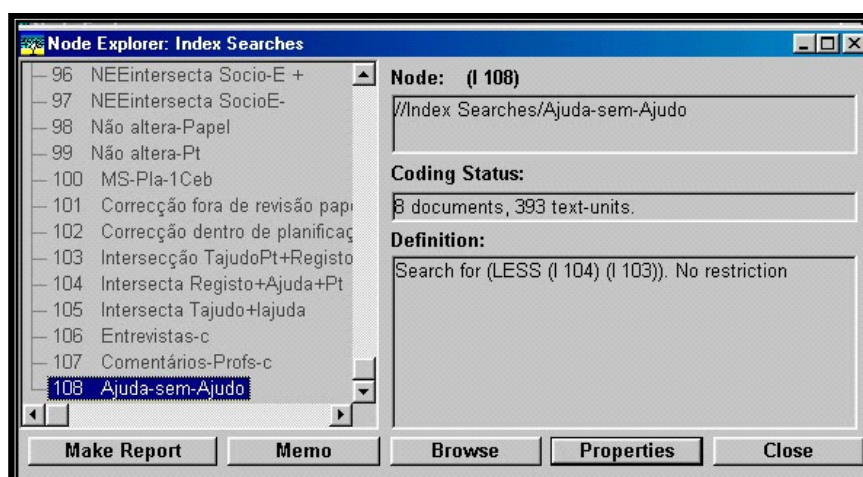 Node Explorer: Index Searches
96 NEEintersecta Socio-E +
97 NEEintersecta SocioE-
98 Não altera-Papel
99 Não altera-Pt
100 MS-Pla-1Ceb
101 Correcção fora de revisão pap
102 Correcção dentro de planificaç
103 Intersecção TajudoPt+Registo
104 Intersecta Registo+Ajuda+Pt
105 Intersecta Tajudo+Iajuda
106 Entrevistas-c
107 Comentários-Profs-c
108 Ajuda-sem-Ajudo
Node: (I 108)
//Index Searches/Ajuda-sem-Ajudo
Coding Status:
8 documents, 393 text-units.
Definition:
Search for (LESS (I 104) (I 103)). No restriction
Make Report Memo Browse Properties Close